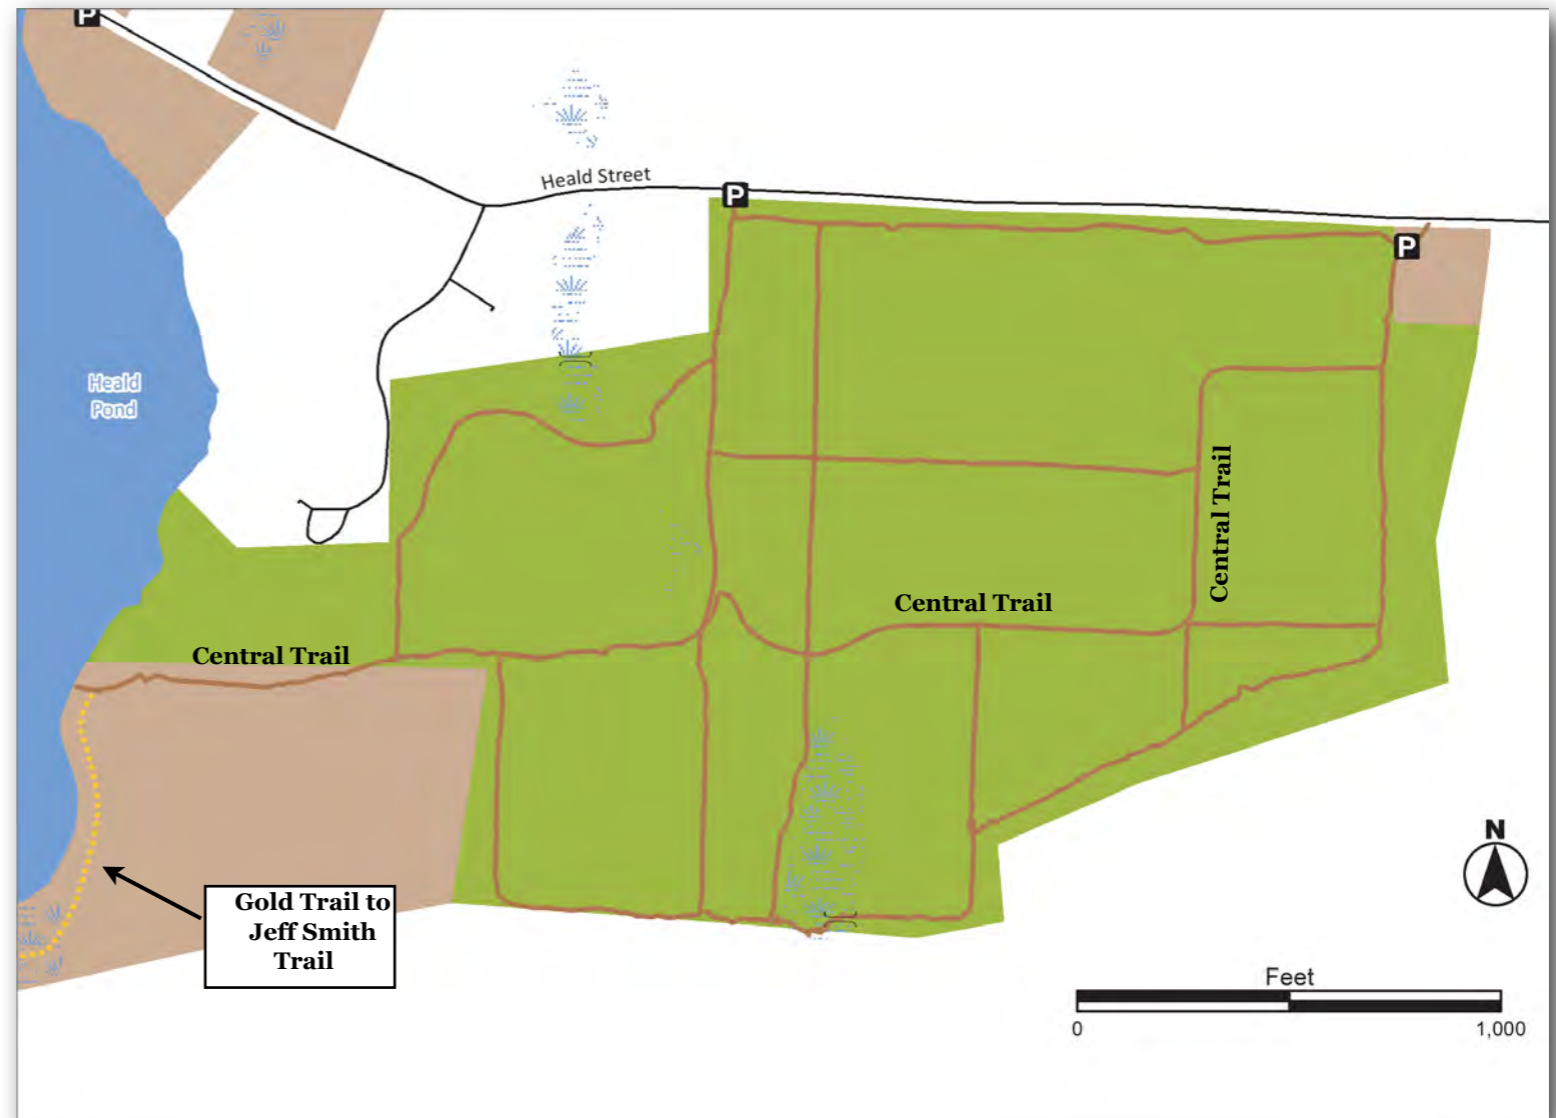 P
Heald Street
P
P
Heald
Pond
Central Trail
Central Trail
Central Trail
Gold Trail to
Jeff Smith
Trail
N
Feet
0
1,000